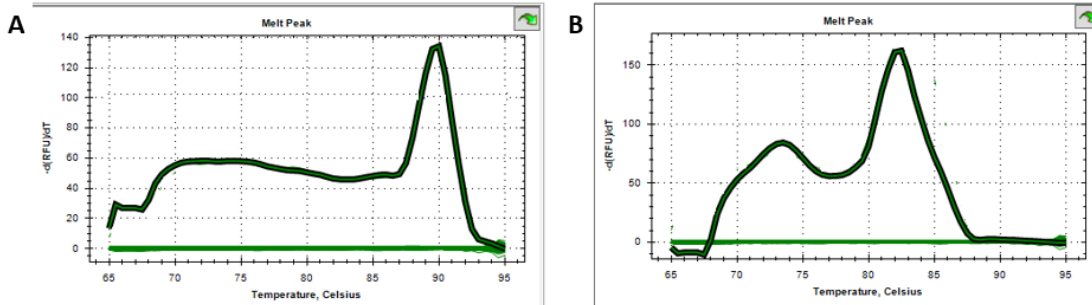 A
Melt Peak
140
120
100
80
60
40
20
0
-d(RFU)/dT
65 70 75 80 85 90 95
Temperature, Celsius
B
Melt Peak
150
100
50
0
-d(RFU)/dT
65 70 75 80 85 90 95
Temperature, Celsius